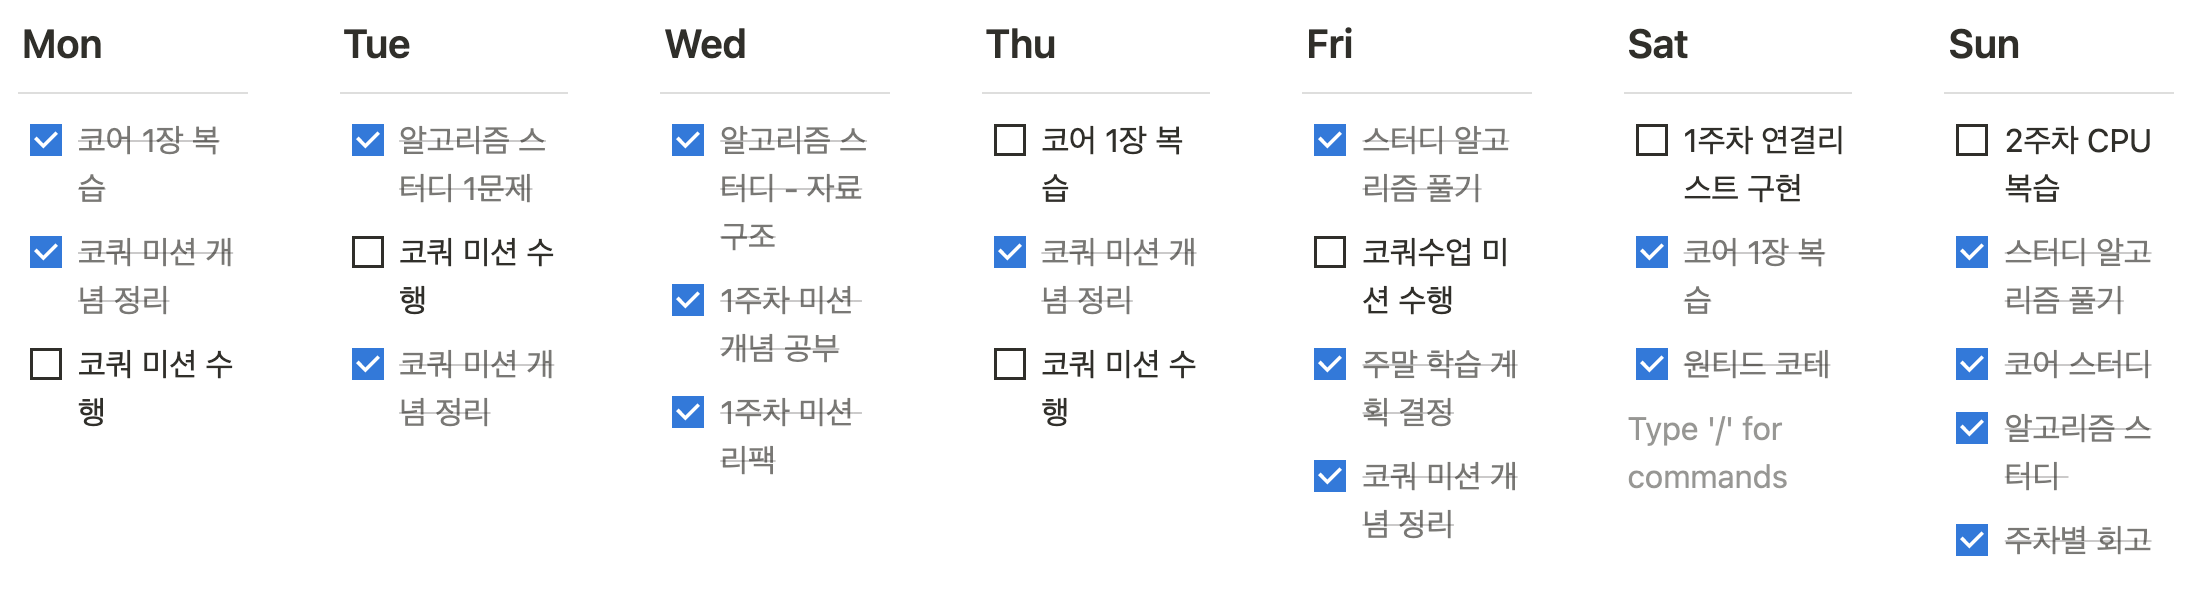 Mon
코어 1장 복
습
코쿼 미션 개
념 정리
코쿼 미션 수
행
Tue
알고리즘 스
터디 1문제
코쿼 미션 수
행
코쿼 미션 개
념 정리
Wed
알고리즘 스
터디 - 자료
구조
1주차 미션
개념 공부
1주차 미션
리팩
Thu
코어 1장 복
습
코쿼 미션 개
념 정리
코쿼 미션 수
행
Fri
스터디 알고
리즘 풀기
코쿼수업 미
션 수행
주말 학습 계
획 결정
코쿼 미션 개
념 정리
Sat
1주차 연결리
스트 구현
코어 1장 복
습
원티드 코테
Type '/' for
commands
Sun
2주차 CPU
복습
스터디 알고
리즘 풀기
코어 스터디
알고리즘 스
터디
주차별 회고